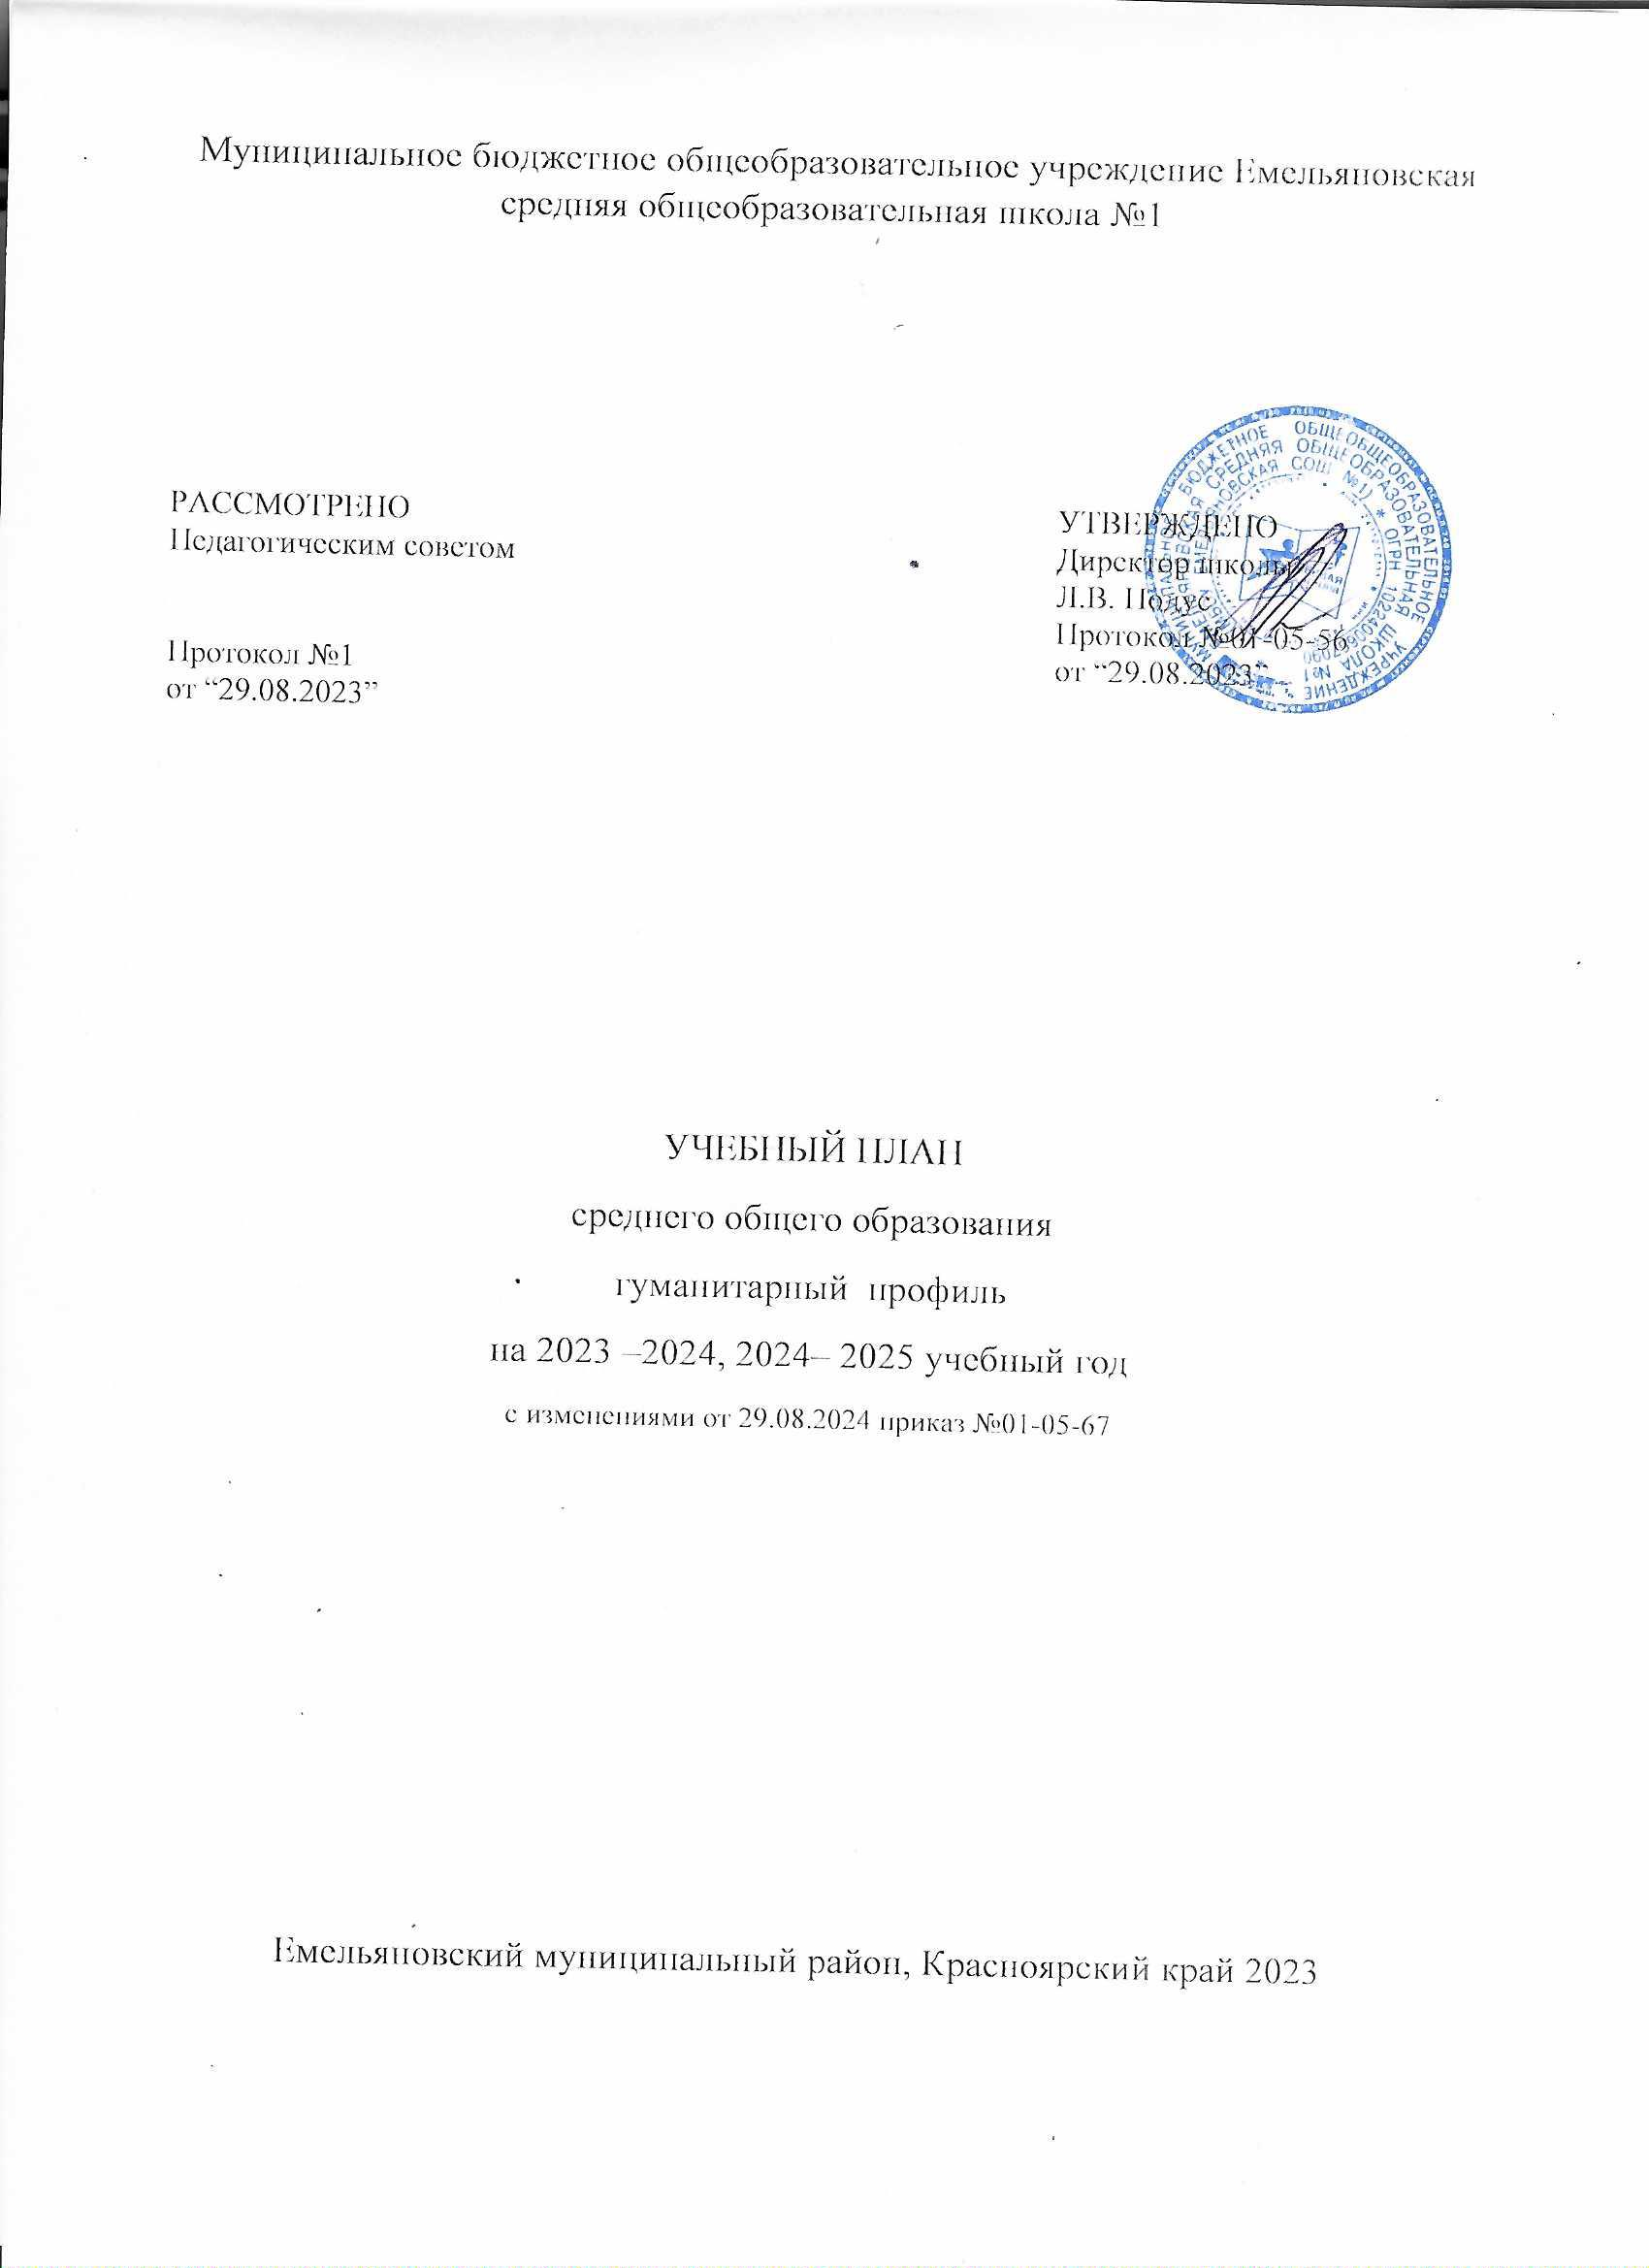 Муниципальное бюджетное общеобразовательное учреждение Емельяновская
средняя общеобразовательная школа №1
РАССМОТРЕНО
Педагогическим советом
Протокол №1
от “29.08.2023”
УТВЕРЖДЕНО
Директор школы
Л.В. Подус
Протокол №01-05-56
от “29.08.2023”
УЧЕБНЫЙ ПЛАН
среднего общего образования
гуманитарный профиль
на 2023 –2024, 2024– 2025 учебный год
с изменениями от 29.08.2024 приказ №01-05-67
Емельяновский муниципальный район, Красноярский край 2023